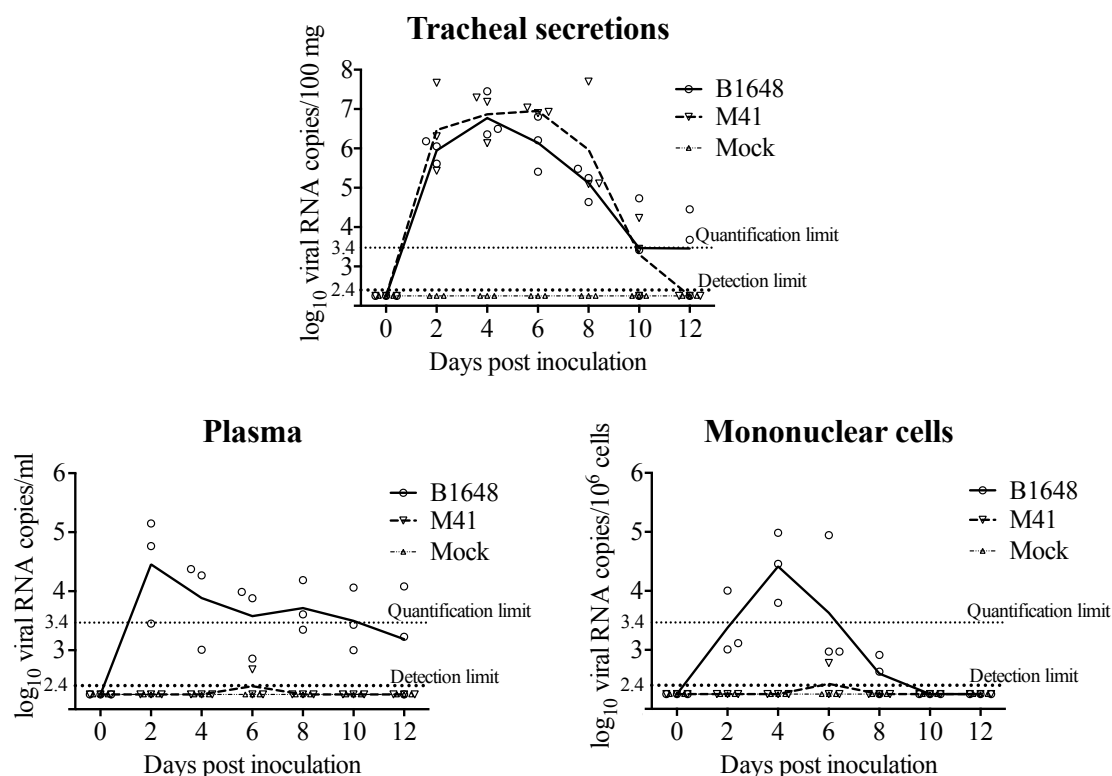 Tracheal secretions
log10 viral RNA copies/100 mg
8
7
6
5
4
3.4
3
2.4
B1648
M41
Mock
Quantification limit
Detection limit
0 2 4 6 8 10 12
Days post inoculation
Plasma
log10 viral RNA copies/ml
6
5
4
3.4
3
2.4
B1648
M41
Mock
Quantification limit
Detection limit
0 2 4 6 8 10 12
Days post inoculation
Mononuclear cells
log10 viral RNA copies/10^6 cells
6
5
4
3.4
3
2.4
B1648
M41
Mock
Quantification limit
Detection limit
0 2 4 6 8 10 12
Days post inoculation